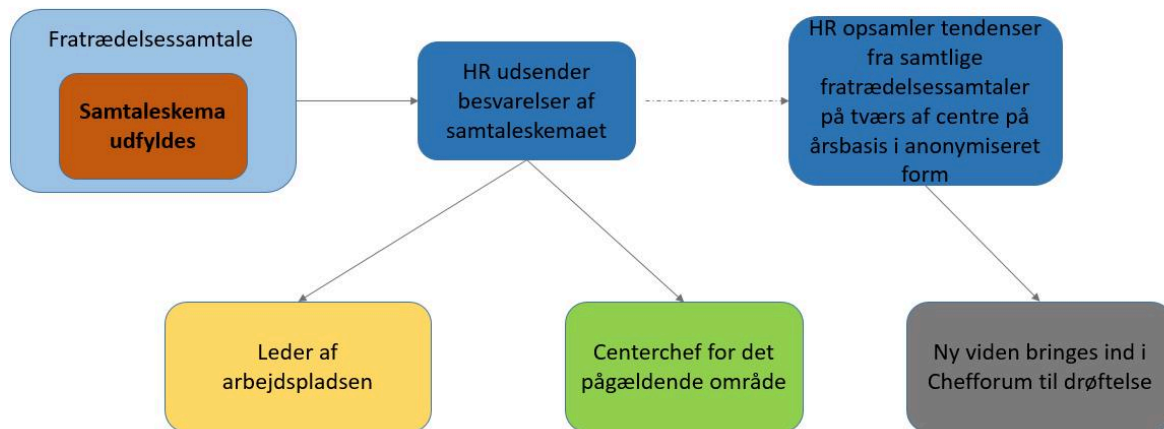 Fratrædelsessamtale
Samtaleskema
udfyldes
HR udsender
besvarelser af
samtaleskemaet
HR opsamler tendenser
fra samtlige
fratrædelsessamtaler
på tværs af centre på
årsbasis i anonymiseret
form
Leder af
arbejdspladsen
Centerchef for det
pågældende område
Ny viden bringes ind i
Chefforum til drøftelse